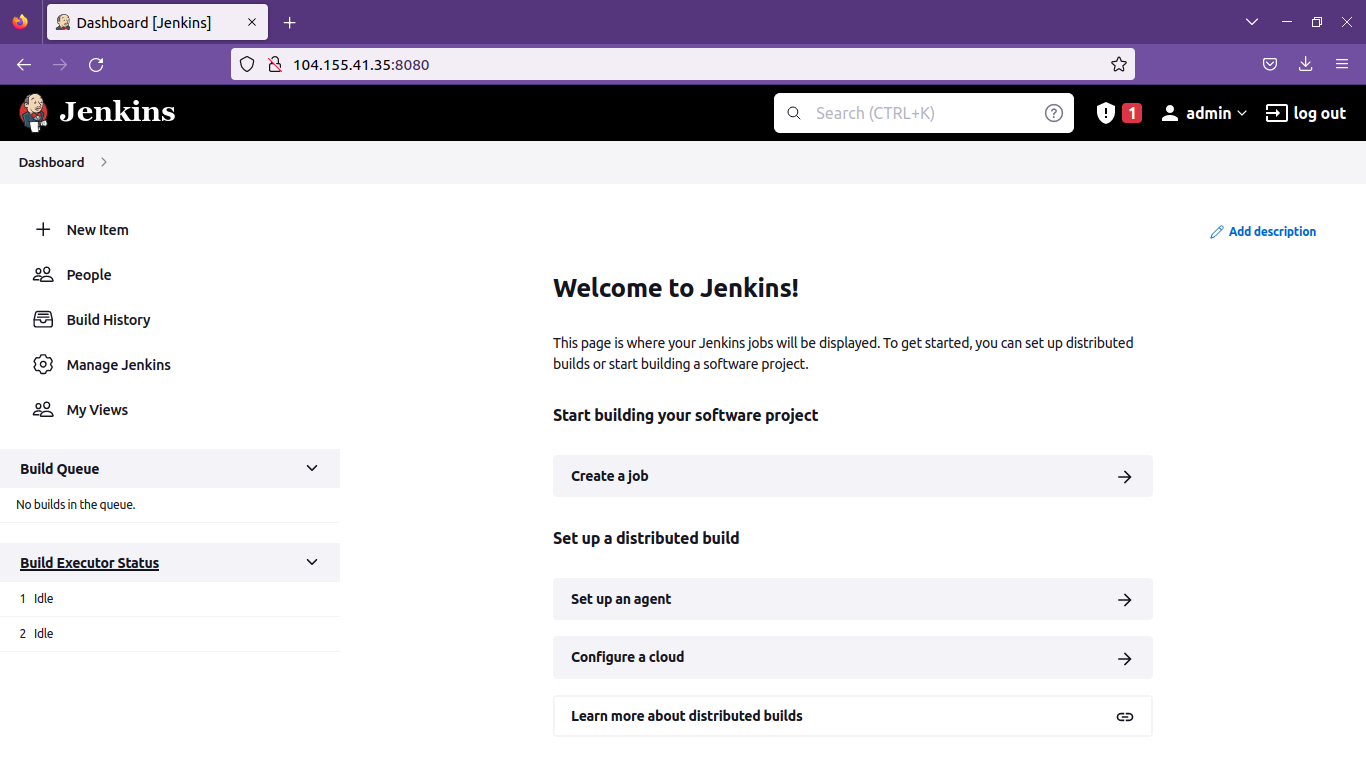 Dashboard [Jenkins]
104.155.41.35:8080
Jenkins
Search (CTRL+K)
1
admin
log out
Dashboard
New Item
People
Build History
Manage Jenkins
My Views
Build Queue
No builds in the queue.
Build Executor Status
1 Idle
2 Idle
Add description
Welcome to Jenkins!
This page is where your Jenkins jobs will be displayed. To get started, you can set up distributed
builds or start building a software project.
Start building your software project
Create a job
Set up a distributed build
Set up an agent
Configure a cloud
Learn more about distributed builds